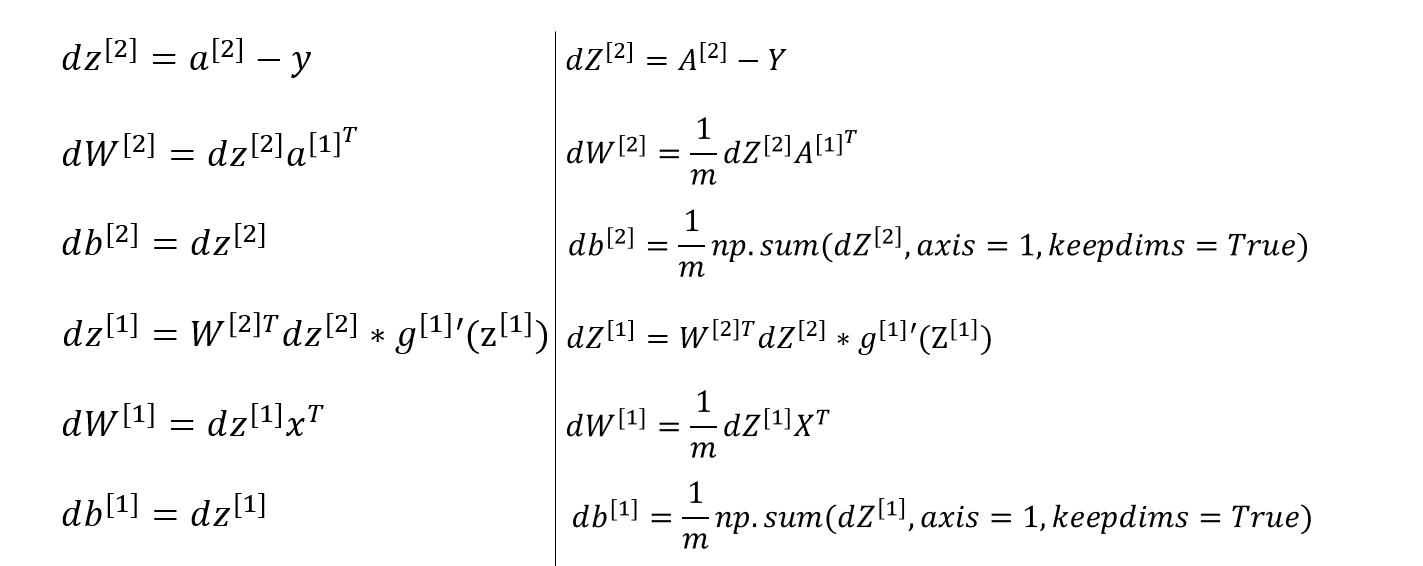 dz^[2] = a^[2] − y
dW^[2] = dz^[2]a^[1]^T
db^[2] = dz^[2]
dz^[1] = W^[2]T dz^[2] * g^[1]′(z^[1])
dW^[1] = dz^[1]x^T
db^[1] = dz^[1]
dZ^[2] = A^[2] − Y
dW^[2] = 1/m dZ^[2]A^[1]^T
db^[2] = 1/m np.sum(dZ^[2], axis = 1, keepdims = True)
dZ^[1] = W^[2]T dZ^[2] * g^[1]′(Z^[1])
dW^[1] = 1/m dZ^[1]X^T
db^[1] = 1/m np.sum(dZ^[1], axis = 1, keepdims = True)